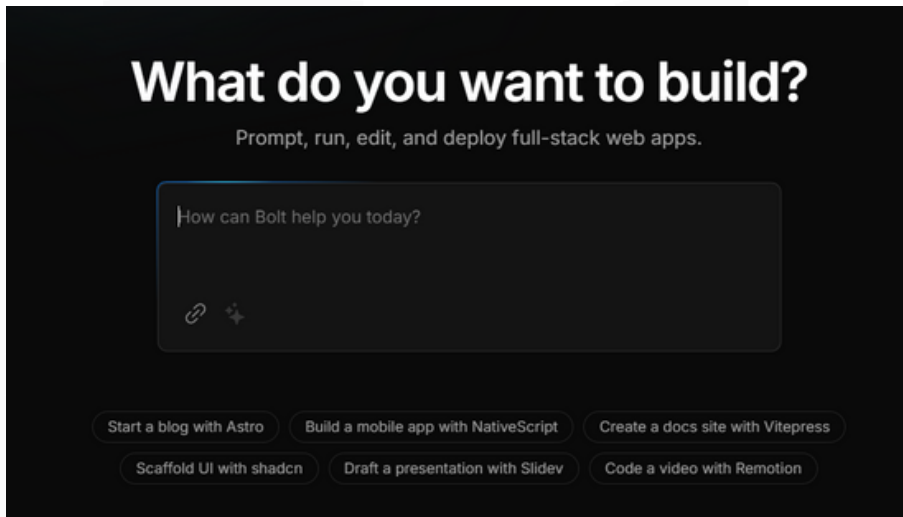 What do you want to build?
Prompt, run, edit, and deploy full-stack web apps.
How can Bolt help you today?
Start a blog with Astro
Build a mobile app with NativeScript
Create a docs site with Vitepress
Scaffold UI with shadcn
Draft a presentation with Slidev
Code a video with Remotion